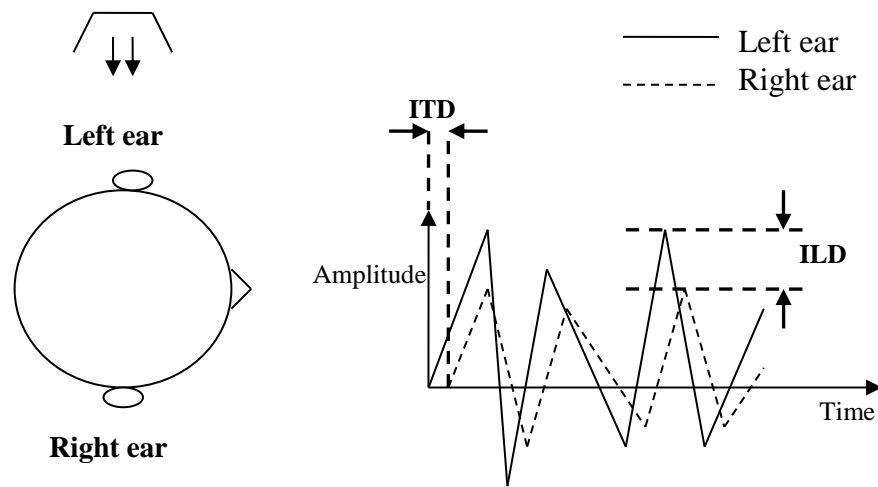 Left ear
Right ear
Left ear
Right ear
ITD
Amplitude
ILD
Time